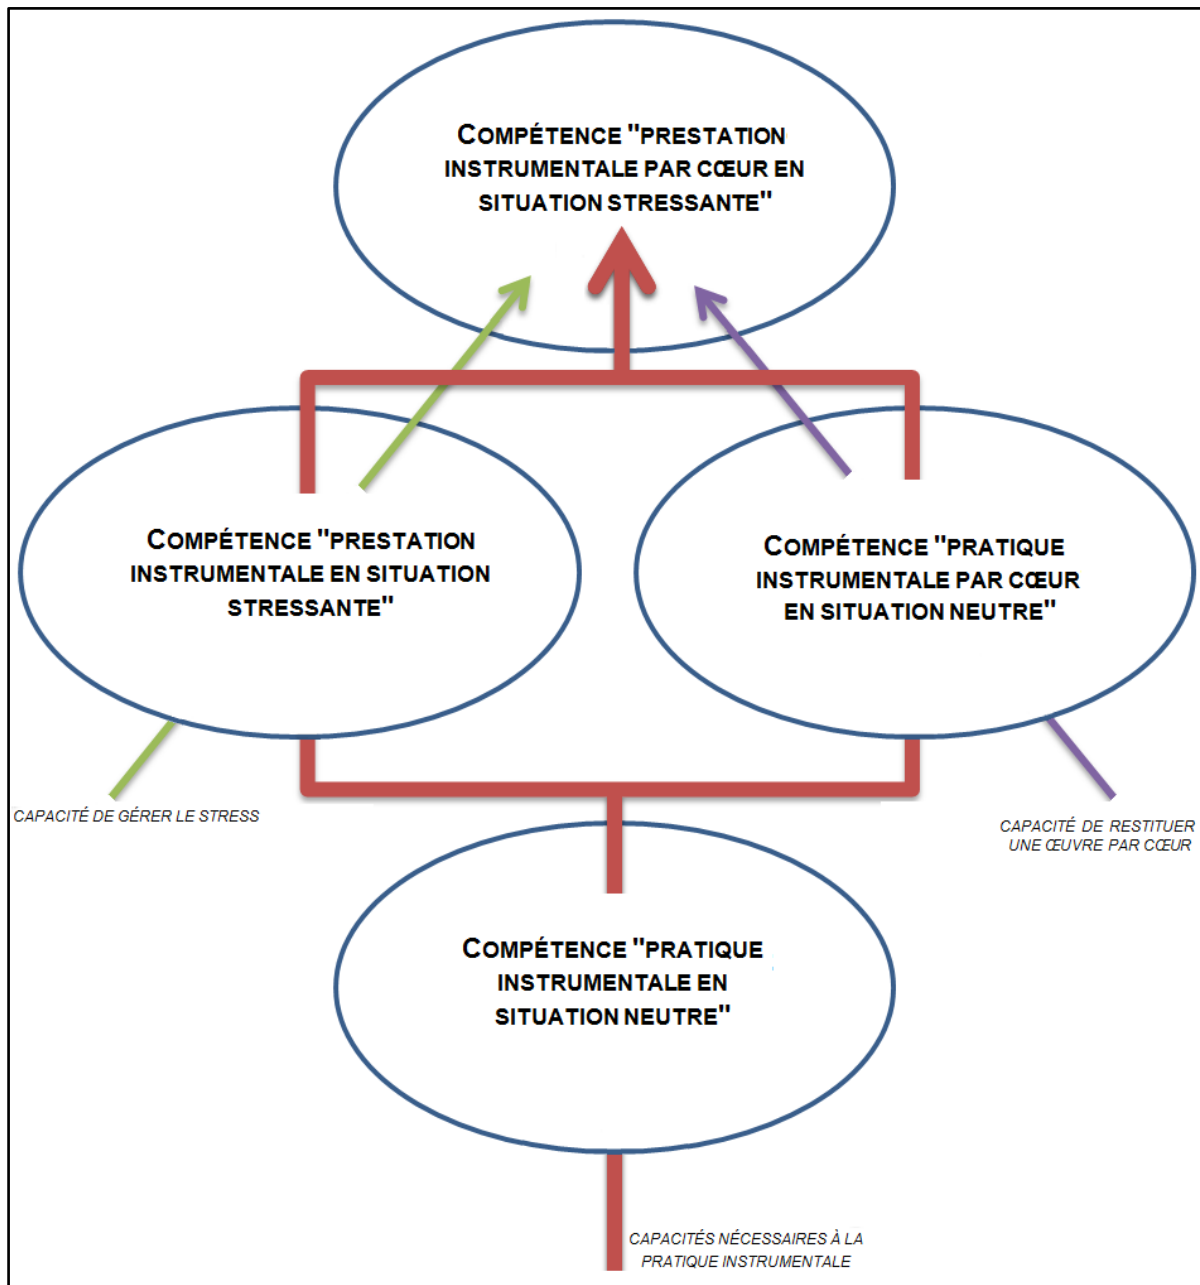 COMPÉTENCE "PRESTATION
INSTRUMENTALE PAR CŒUR EN
SITUATION STRESSANTE"
COMPÉTENCE "PRESTATION
INSTRUMENTALE EN SITUATION
STRESSANTE"
COMPÉTENCE "PRATIQUE
INSTRUMENTALE PAR CŒUR
EN SITUATION NEUTRE"
CAPACITÉ DE GÉRER LE STRESS
CAPACITÉ DE RESTITUER
UNE ŒUVRE PAR CŒUR
COMPÉTENCE "PRATIQUE
INSTRUMENTALE EN
SITUATION NEUTRE"
CAPACITÉS NÉCESSAIRES À LA
PRATIQUE INSTRUMENTALE